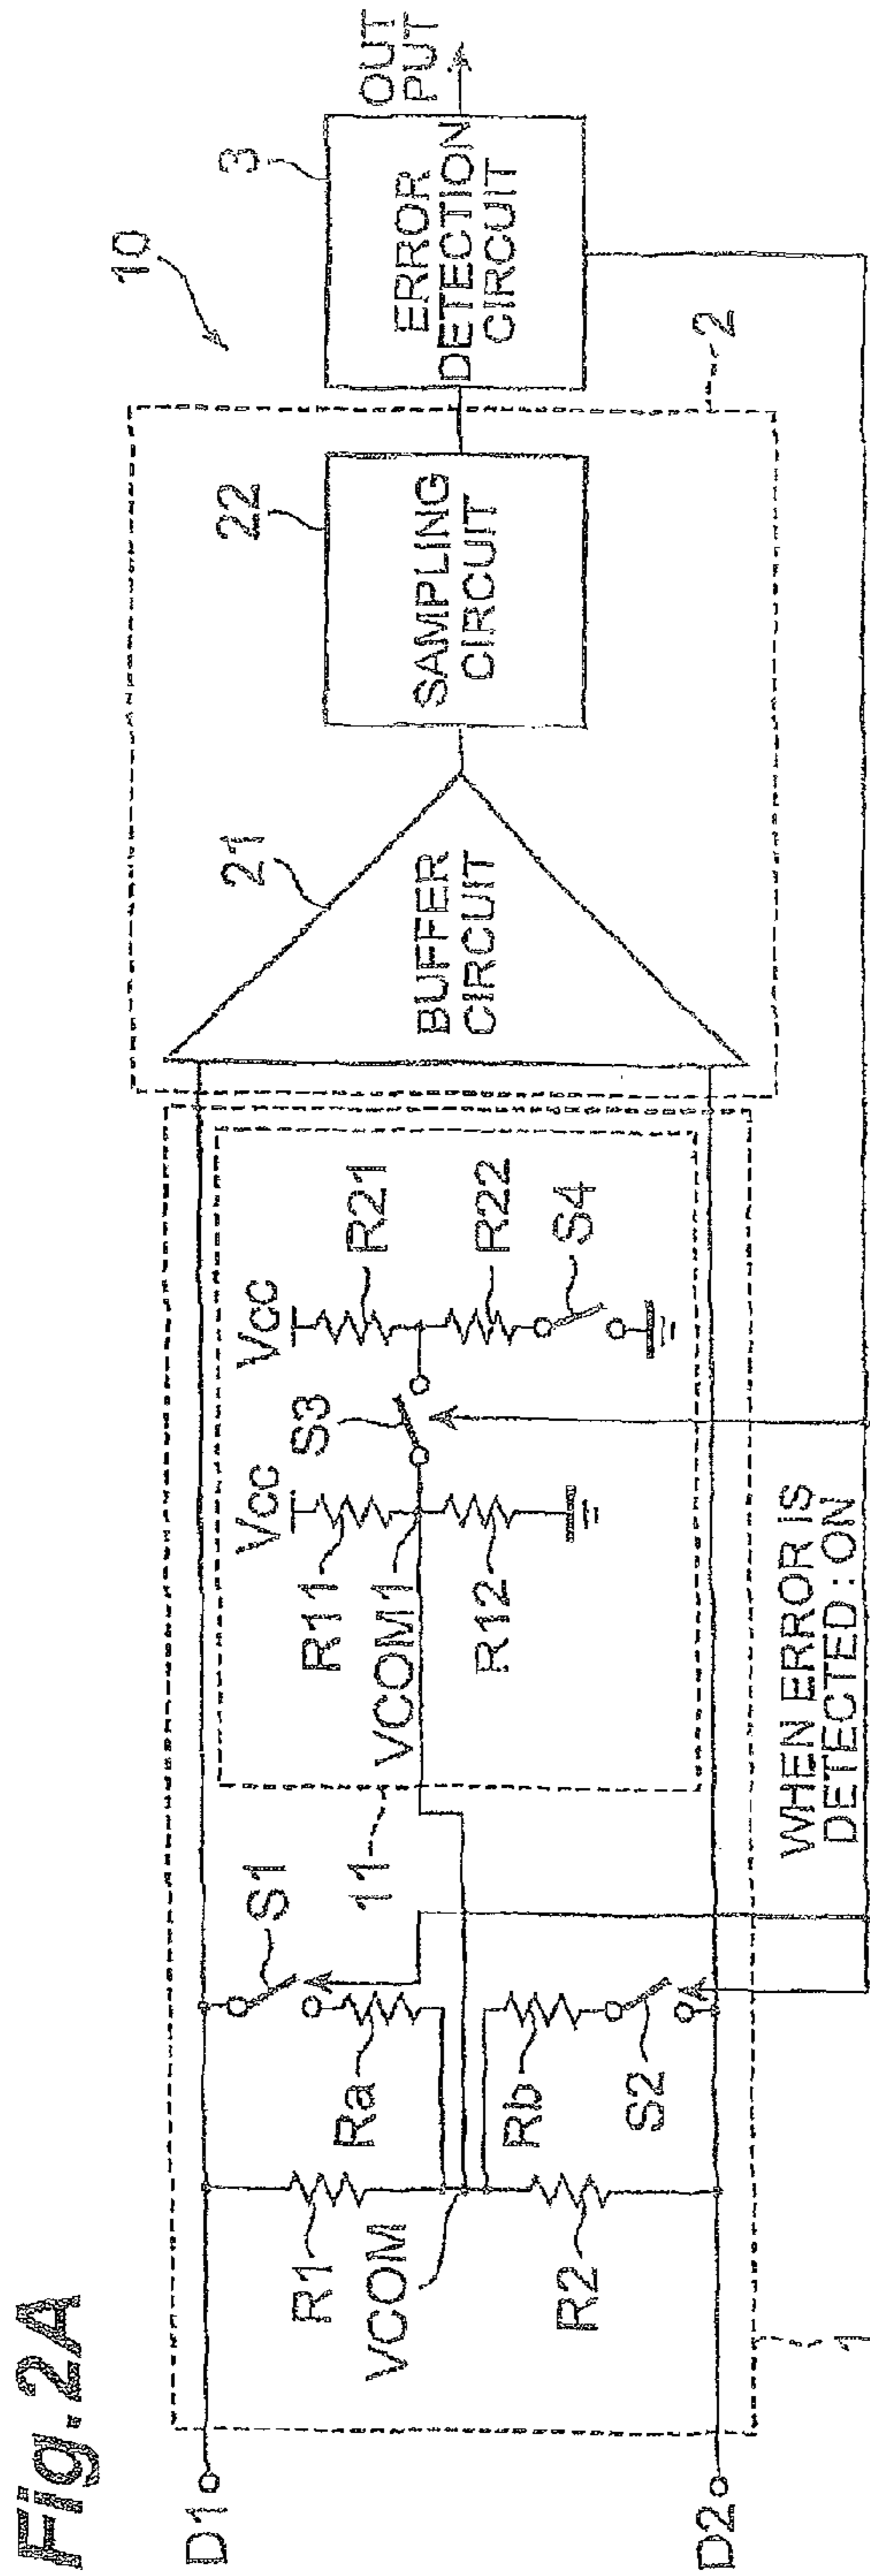 Fig. 2A
10
D1
D2
1
R1
VCOM
R2
Ra
Rb
S1
S2
11
Vcc
R11
VCOM1
R12
S3
Vcc
R21
R22
S4
WHEN ERROR IS
DETECTED : ON
21
BUFFER
CIRCUIT
22
SAMPLING
CIRCUIT
2
3
ERROR
DETECTION
CIRCUIT
OUT
PUT